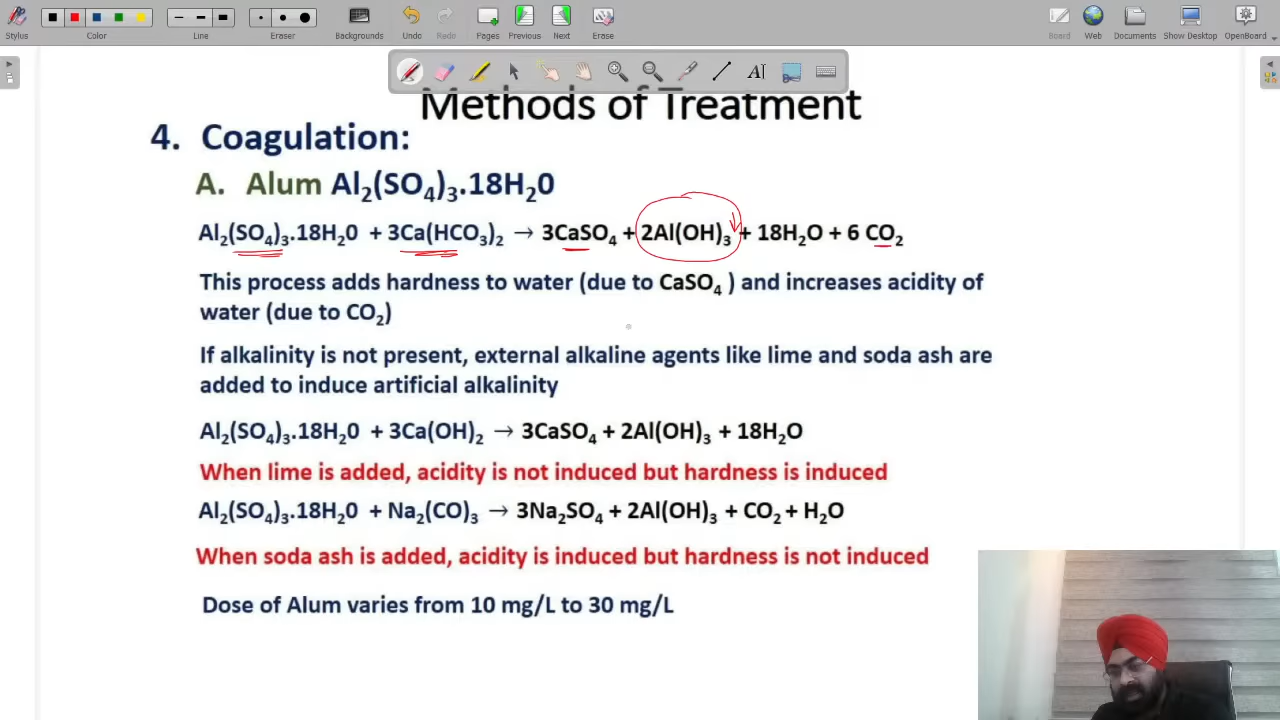 Stylus
Color
Line
Eraser
Backgrounds
Undo
Redo
Pages
Previous
Next
Erase
Board
Web
Documents
Show Desktop
OpenBoard
Methods of Treatment
4. Coagulation:
A. Alum Al₂(SO₄)₃.18H₂0
Al₂(SO₄)₃.18H₂0 + 3Ca(HCO₃)₂ → 3CaSO₄ + 2Al(OH)₃ + 18H₂O + 6 CO₂
This process adds hardness to water (due to CaSO₄ ) and increases acidity of
water (due to CO₂)
If alkalinity is not present, external alkaline agents like lime and soda ash are
added to induce artificial alkalinity
Al₂(SO₄)₃.18H₂0 + 3Ca(OH)₂ → 3CaSO₄ + 2Al(OH)₃ + 18H₂O
When lime is added, acidity is not induced but hardness is induced
Al₂(SO₄)₃.18H₂0 + Na₂(CO)₃ → 3Na₂SO₄ + 2Al(OH)₃ + CO₂ + H₂O
When soda ash is added, acidity is induced but hardness is not induced
Dose of Alum varies from 10 mg/L to 30 mg/L